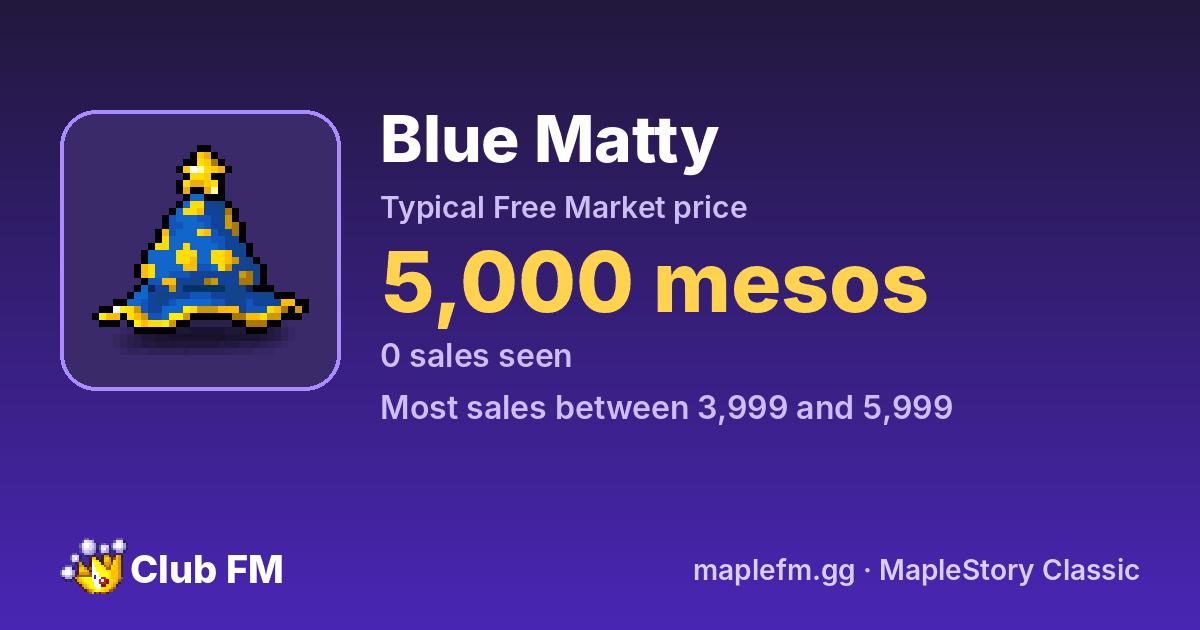 Blue Matty
Typical Free Market price
5,000 mesos
0 sales seen
Most sales between 3,999 and 5,999
Club FM
maplefm.gg · MapleStory Classic